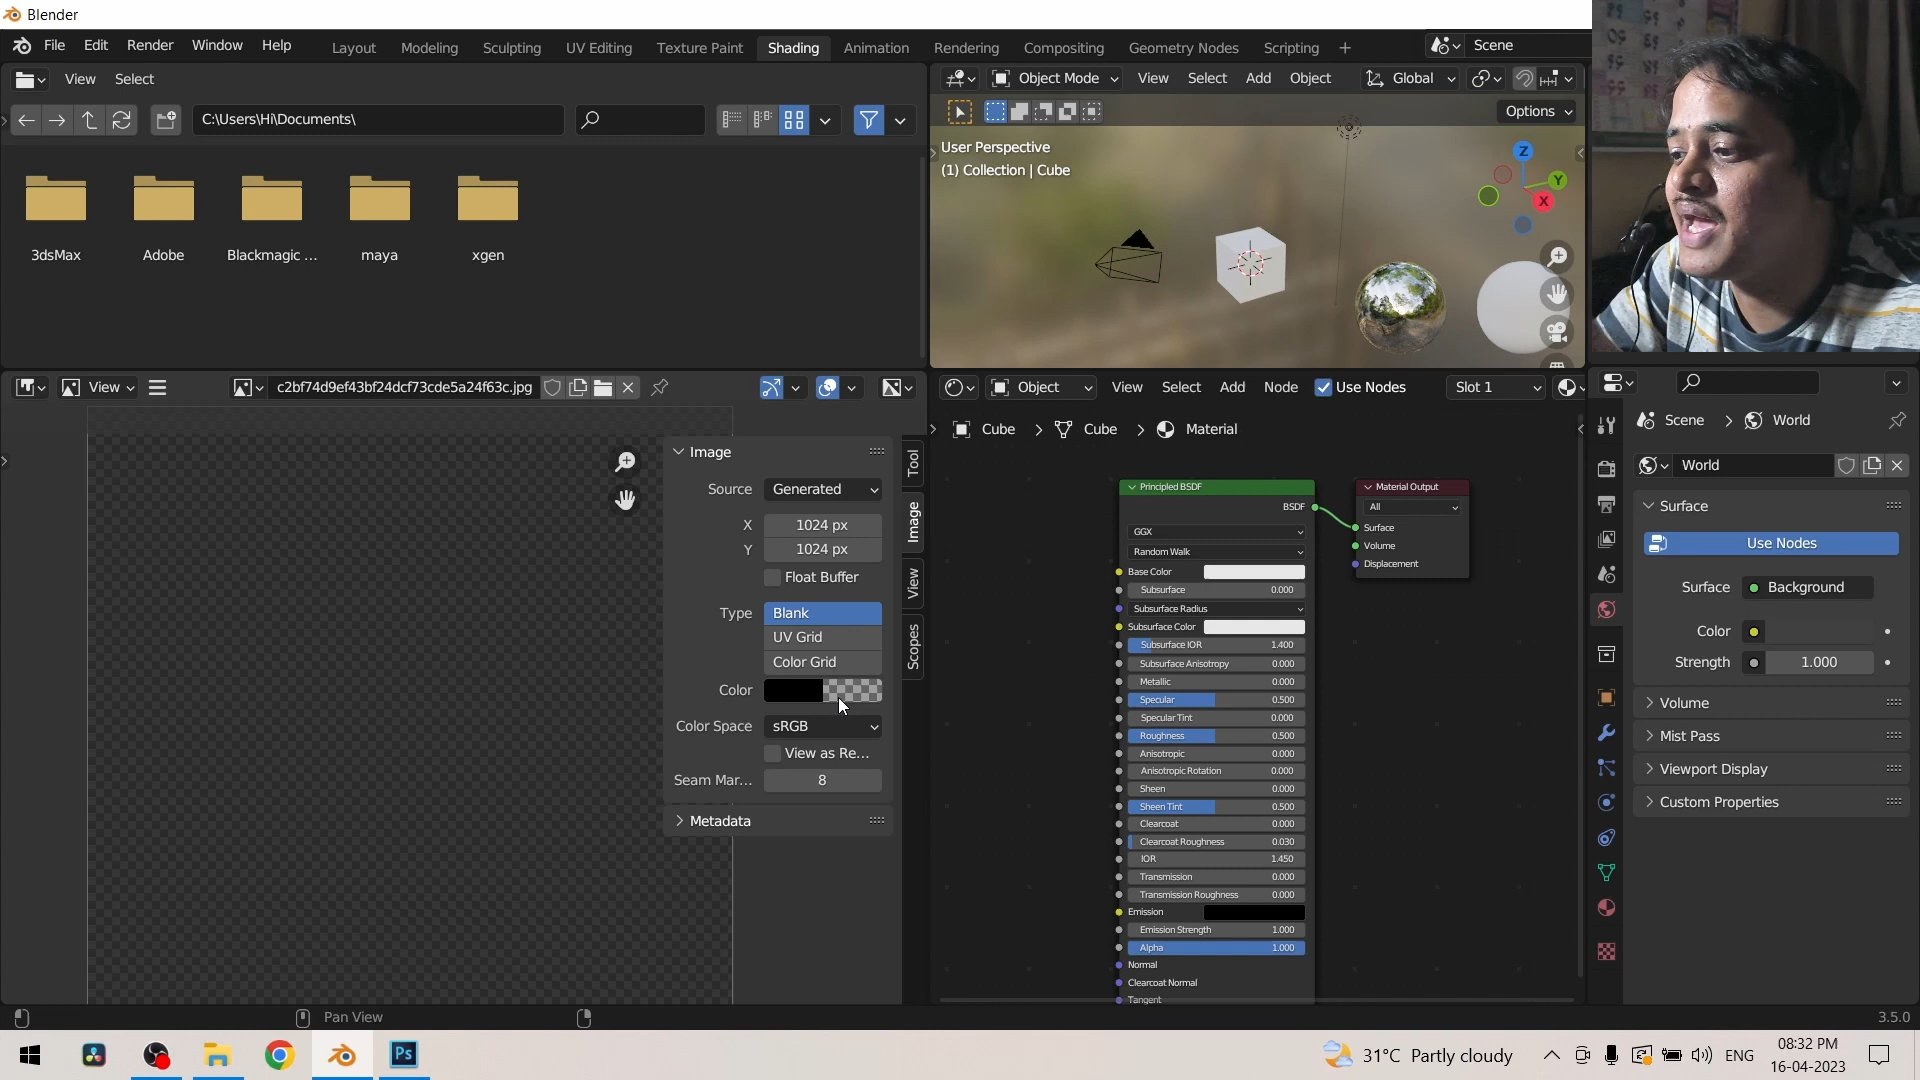 Blender
File Edit Render Window Help Layout Modeling Sculpting UV Editing Texture Paint Shading Animation Rendering Compositing Geometry Nodes Scripting + Scene
View Select
C:\Users\Hi\Documents\
3dsMax Adobe Blackmagic ... maya xgen
Object Mode View Select Add Object Global
Options
User Perspective
(1) Collection | Cube
Z
Y
X
View c2bf74d9ef43bf24dcf73cde5a24f63c.jpg
Image
Source Generated
X 1024 px
Y 1024 px
Float Buffer
Type Blank
UV Grid
Color Grid
Color
Color Space sRGB
View as Re...
Seam Mar... 8
Metadata
Tool
Image
View
Scopes
Object View Select Add Node Use Nodes Slot 1
Cube > Cube > Material
Principled BSDF
BSDF
GGX
Random Walk
Base Color
Subsurface 0.000
Subsurface Radius
Subsurface Color
Subsurface IOR 1.400
Subsurface Anisotropy 0.000
Metallic 0.000
Specular 0.500
Specular Tint 0.000
Roughness 0.500
Anisotropic 0.000
Anisotropic Rotation 0.000
Sheen 0.000
Sheen Tint 0.500
Clearcoat 0.000
Clearcoat Roughness 0.030
IOR 1.450
Transmission 0.000
Transmission Roughness 0.000
Emission
Emission Strength 1.000
Alpha 1.000
Normal
Clearcoat Normal
Tangent
Material Output
All
Surface
Volume
Displacement
Scene > World
World
Surface
Use Nodes
Surface Background
Color
Strength 1.000
Volume
Mist Pass
Viewport Display
Custom Properties
Pan View
3.5.0
Ps
31°C Partly cloudy
ENG
08:32 PM
16-04-2023